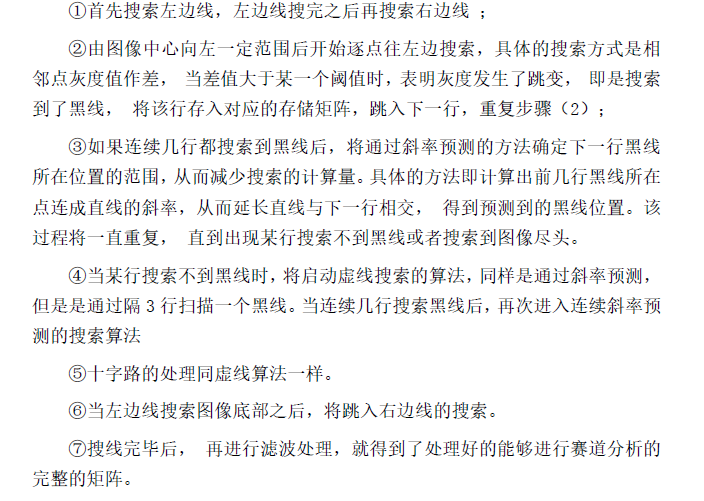 ①首先搜索左边线，左边线搜完之后再搜索右边线 ；
②由图像中心向左一定范围后开始逐点往左边搜索，具体的搜索方式是相
邻点灰度值作差， 当差值大于某一个阈值时，表明灰度发生了跳变， 即是搜索
到了黑线， 将该行存入对应的存储矩阵，跳入下一行，重复步骤（2）；
③如果连续几行都搜索到黑线后，将通过斜率预测的方法确定下一行黑线
所在位置的范围，从而减少搜索的计算量。具体的方法即计算出前几行黑线所在
点连成直线的斜率，从而延长直线与下一行相交， 得到预测到的黑线位置。该
过程将一直重复， 直到出现某行搜索不到黑线或者搜索到图像尽头。
④当某行搜索不到黑线时，将启动虚线搜索的算法，同样是通过斜率预测，
但是是通过隔 3 行扫描一个黑线。当连续几行搜索黑线后，再次进入连续斜率预
测的搜索算法
⑤十字路的处理同虚线算法一样。
⑥当左边线搜索图像底部之后，将跳入右边线的搜索。
⑦搜线完毕后， 再进行滤波处理，就得到了处理好的能够进行赛道分析的
完整的矩阵。